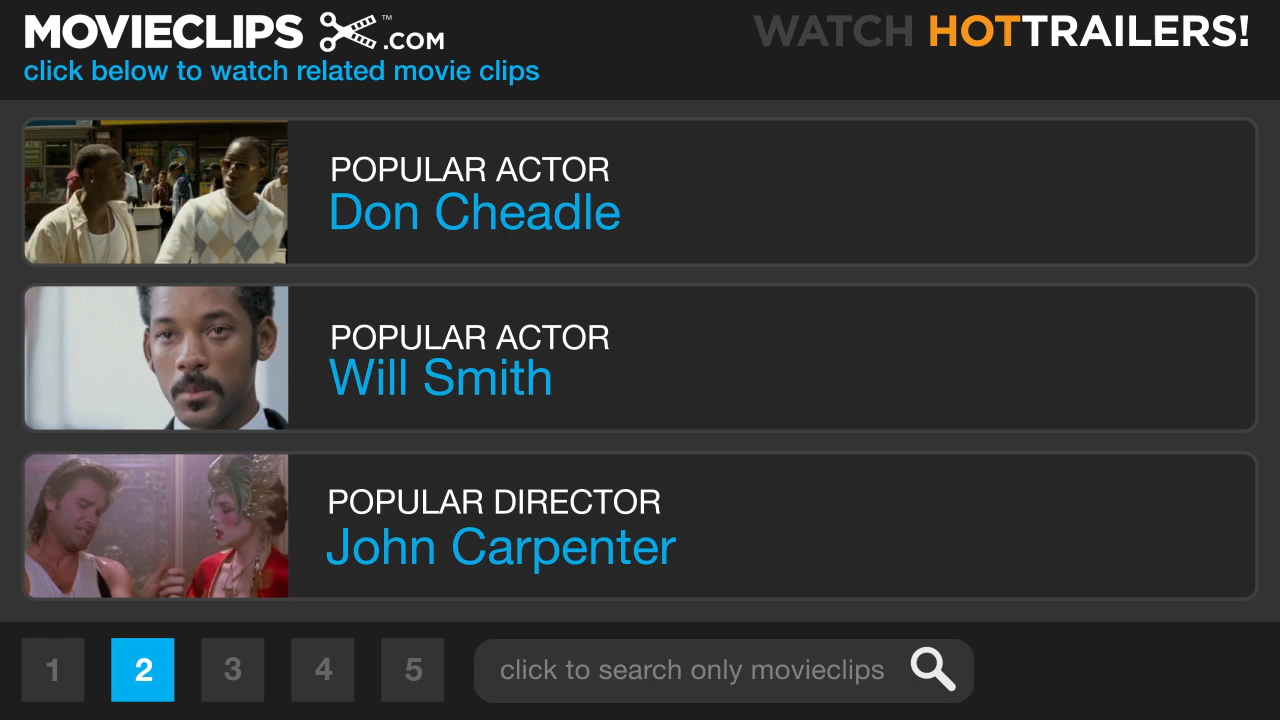 MOVIECLIPS ™ .COM
WATCH HOTTRAILERS!
click below to watch related movie clips
POPULAR ACTOR
Don Cheadle
POPULAR ACTOR
Will Smith
POPULAR DIRECTOR
John Carpenter
1 2 3 4 5 click to search only movieclips